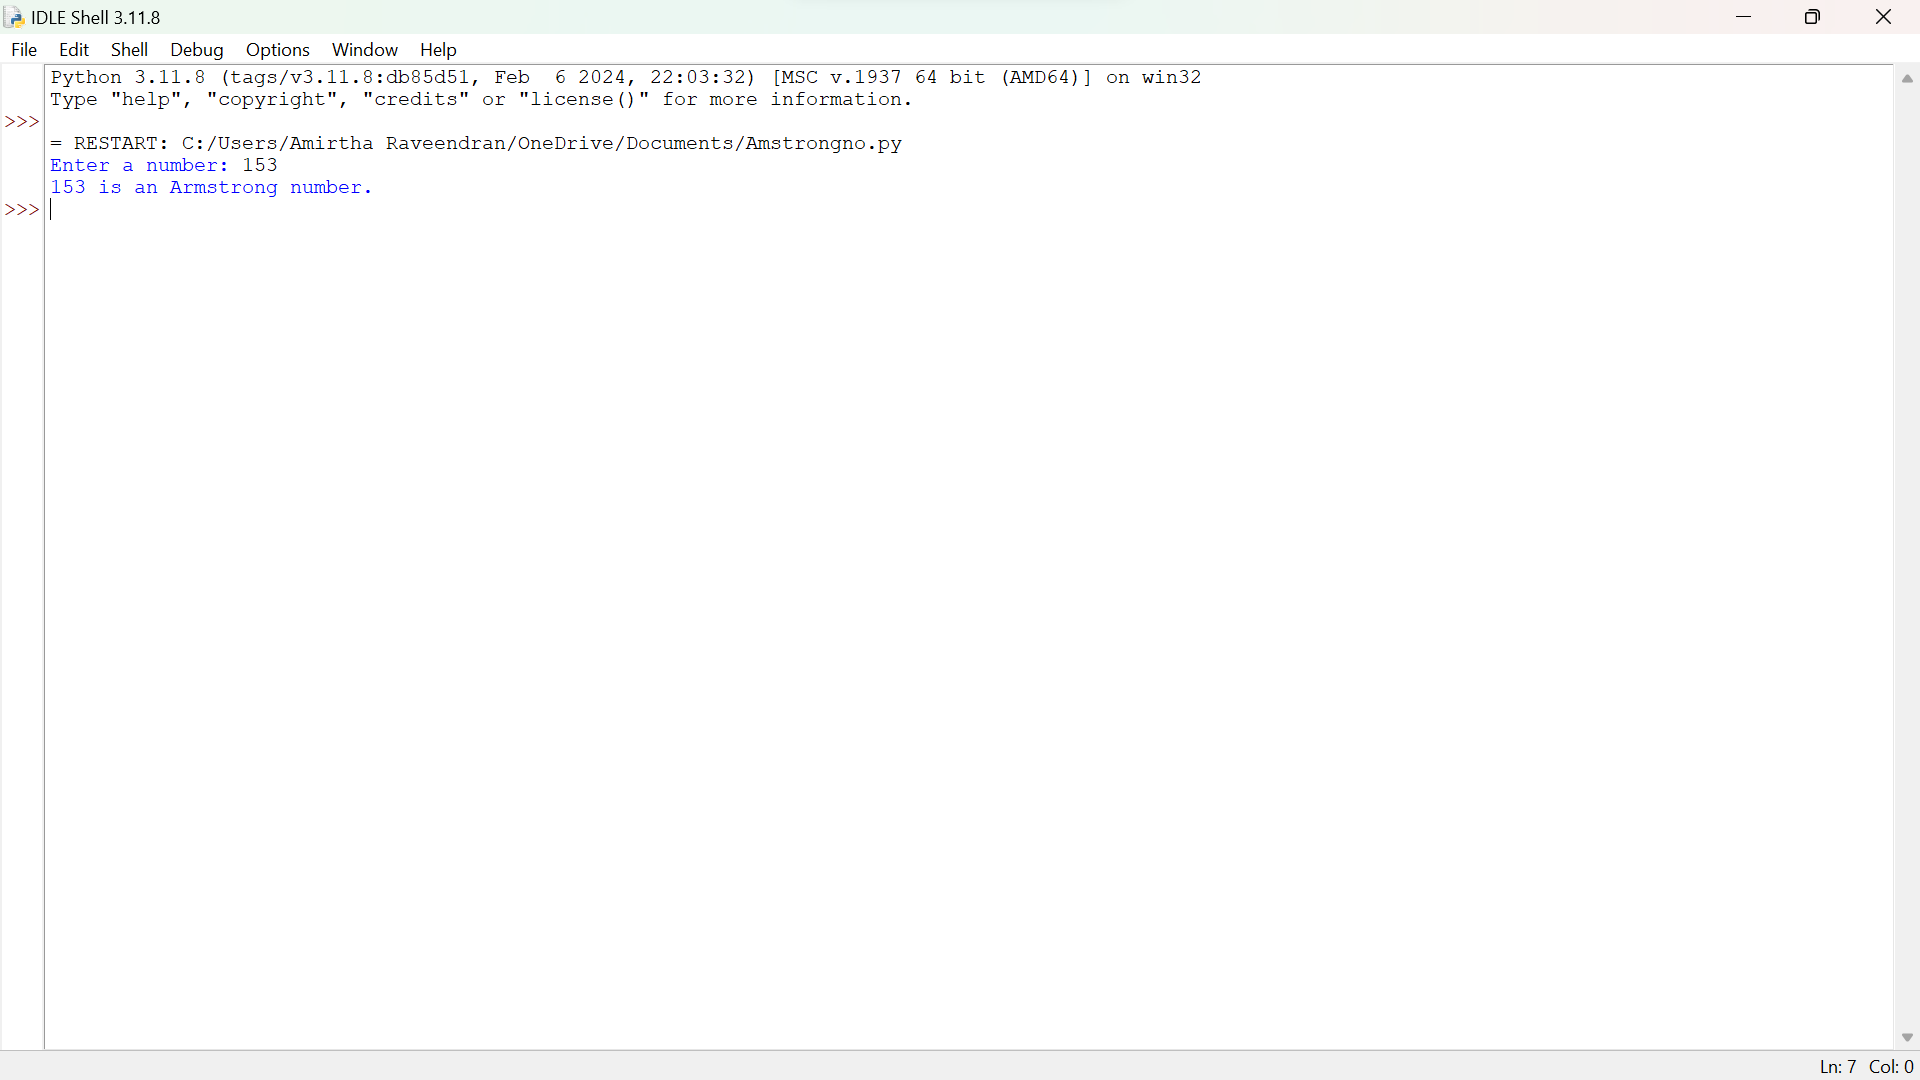 IDLE Shell 3.11.8
File Edit Shell Debug Options Window Help
Python 3.11.8 (tags/v3.11.8:db85d51, Feb  6 2024, 22:03:32) [MSC v.1937 64 bit (AMD64)] on win32
Type "help", "copyright", "credits" or "license()" for more information.
>>>
= RESTART: C:/Users/Amirtha Raveendran/OneDrive/Documents/Amstrongno.py
Enter a number: 153
153 is an Armstrong number.
>>>
Ln: 7 Col: 0